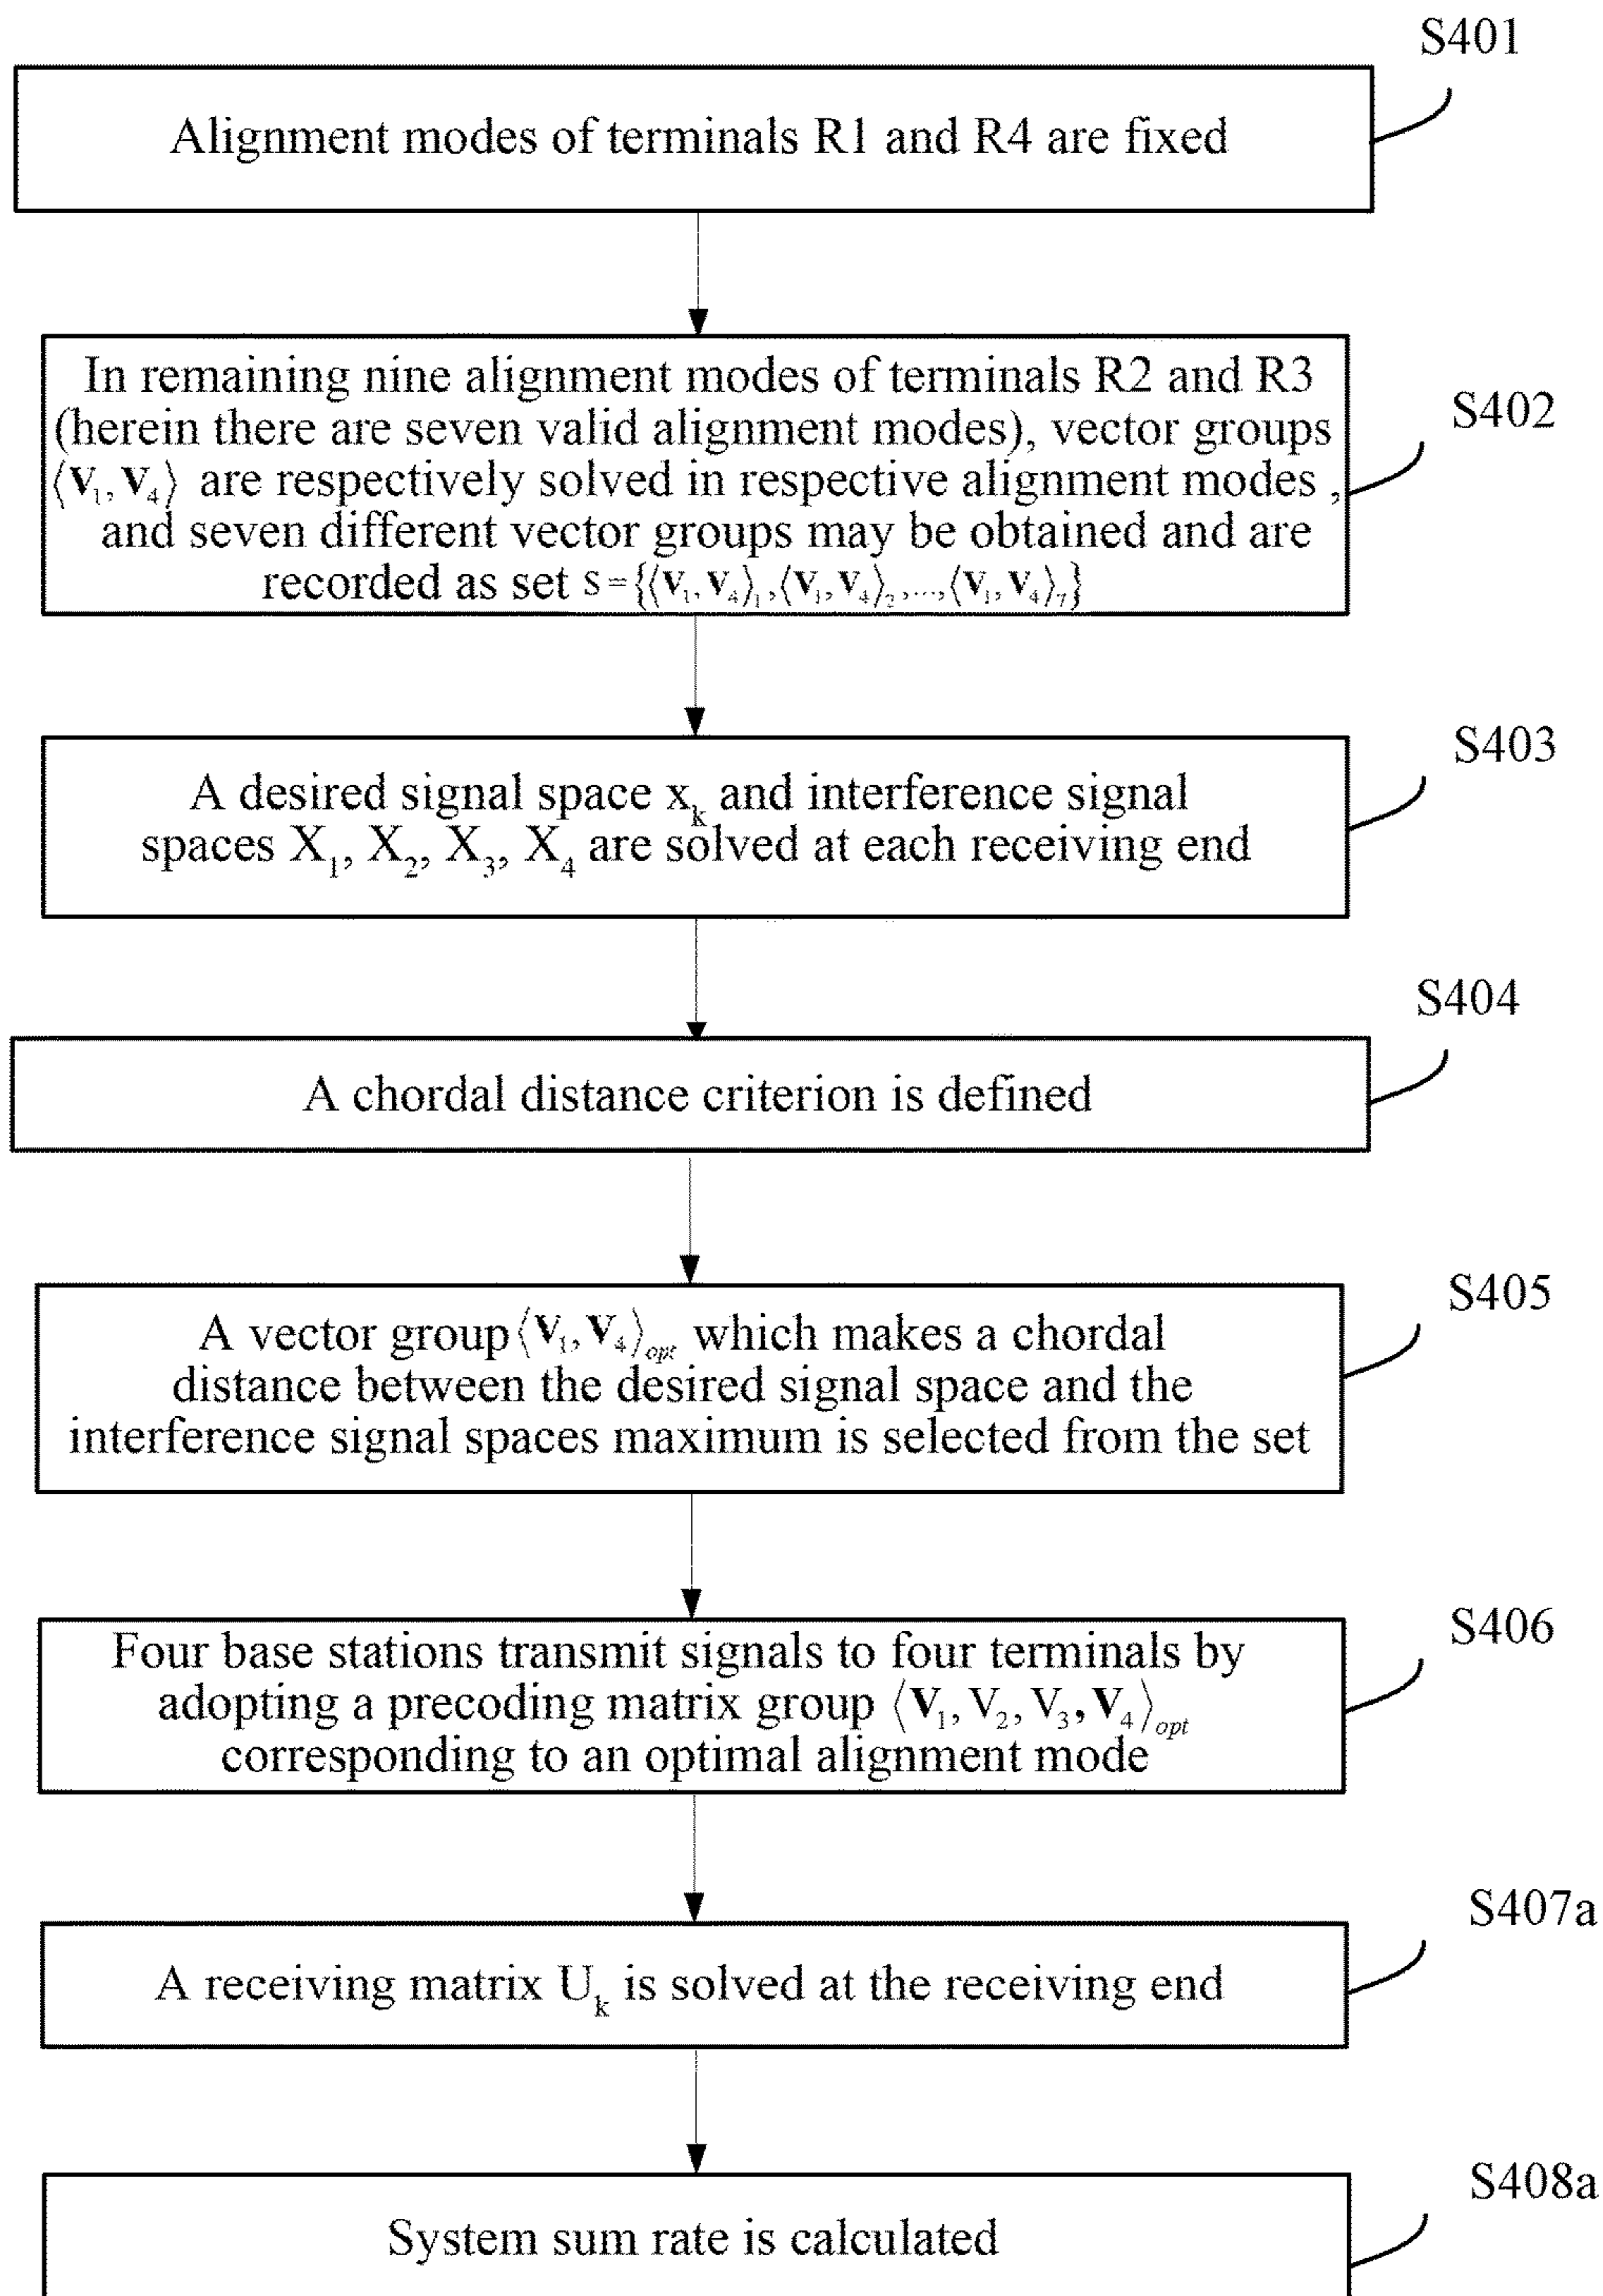 S401
Alignment modes of terminals R1 and R4 are fixed
S402
In remaining nine alignment modes of terminals R2 and R3
(herein there are seven valid alignment modes), vector groups
⟨V₁, V₄⟩ are respectively solved in respective alignment modes ,
and seven different vector groups may be obtained and are
recorded as set S={⟨V₁, V₄⟩₁,⟨V₁, V₄⟩₂,...,⟨V₁, V₄⟩₇}
S403
A desired signal space xₖ and interference signal
spaces X₁, X₂, X₃, X₄ are solved at each receiving end
S404
A chordal distance criterion is defined
S405
A vector group ⟨V₁, V₄⟩opt which makes a chordal
distance between the desired signal space and the
interference signal spaces maximum is selected from the set
S406
Four base stations transmit signals to four terminals by
adopting a precoding matrix group ⟨V₁, V₂, V₃, V₄⟩opt
corresponding to an optimal alignment mode
S407a
A receiving matrix Uₖ is solved at the receiving end
S408a
System sum rate is calculated